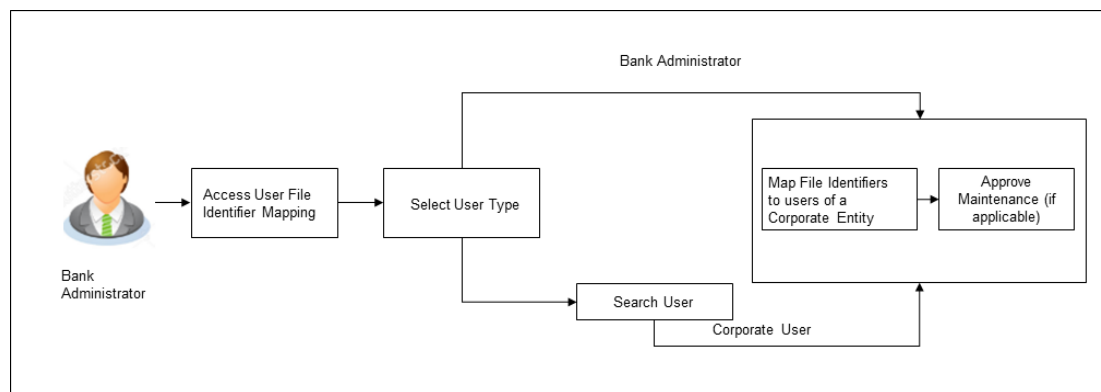 Bank Administrator
Access User File
Identifier Mapping
Select User Type
Map File Identifiers
to users of a
Corporate Entity
Approve
Maintenance (if
applicable)
Bank
Administrator
Search User
Corporate User